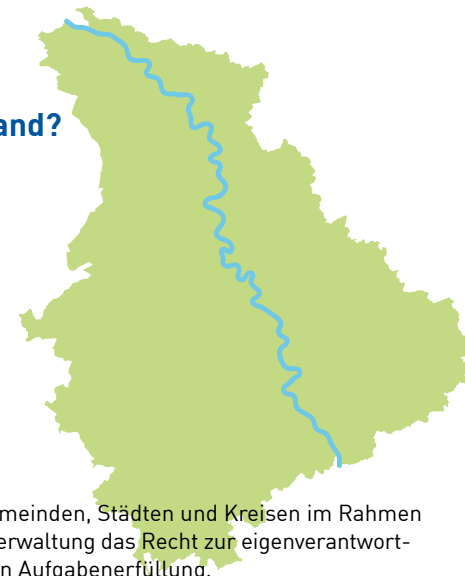 and?
meinden, Städten und Kreisen im Rahmen
erwaltung das Recht zur eigenverantwort-
n Aufgabenerfüllung.